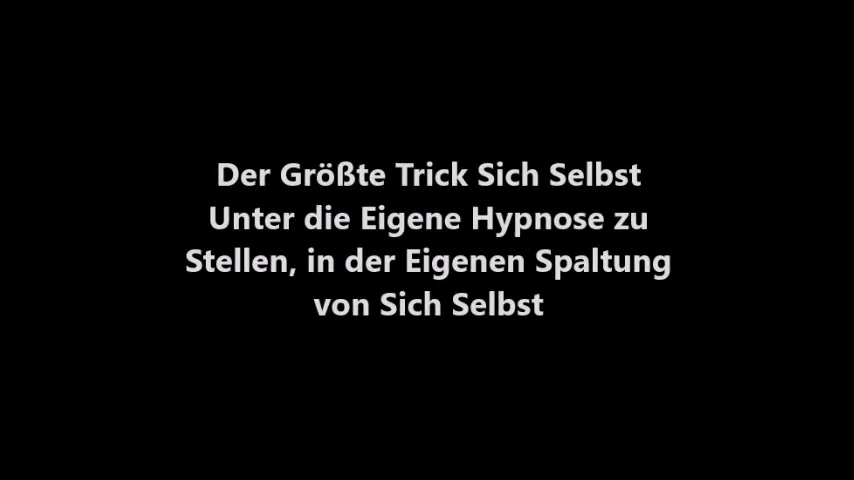 Der Größte Trick Sich Selbst
Unter die Eigene Hypnose zu
Stellen, in der Eigenen Spaltung
von Sich Selbst